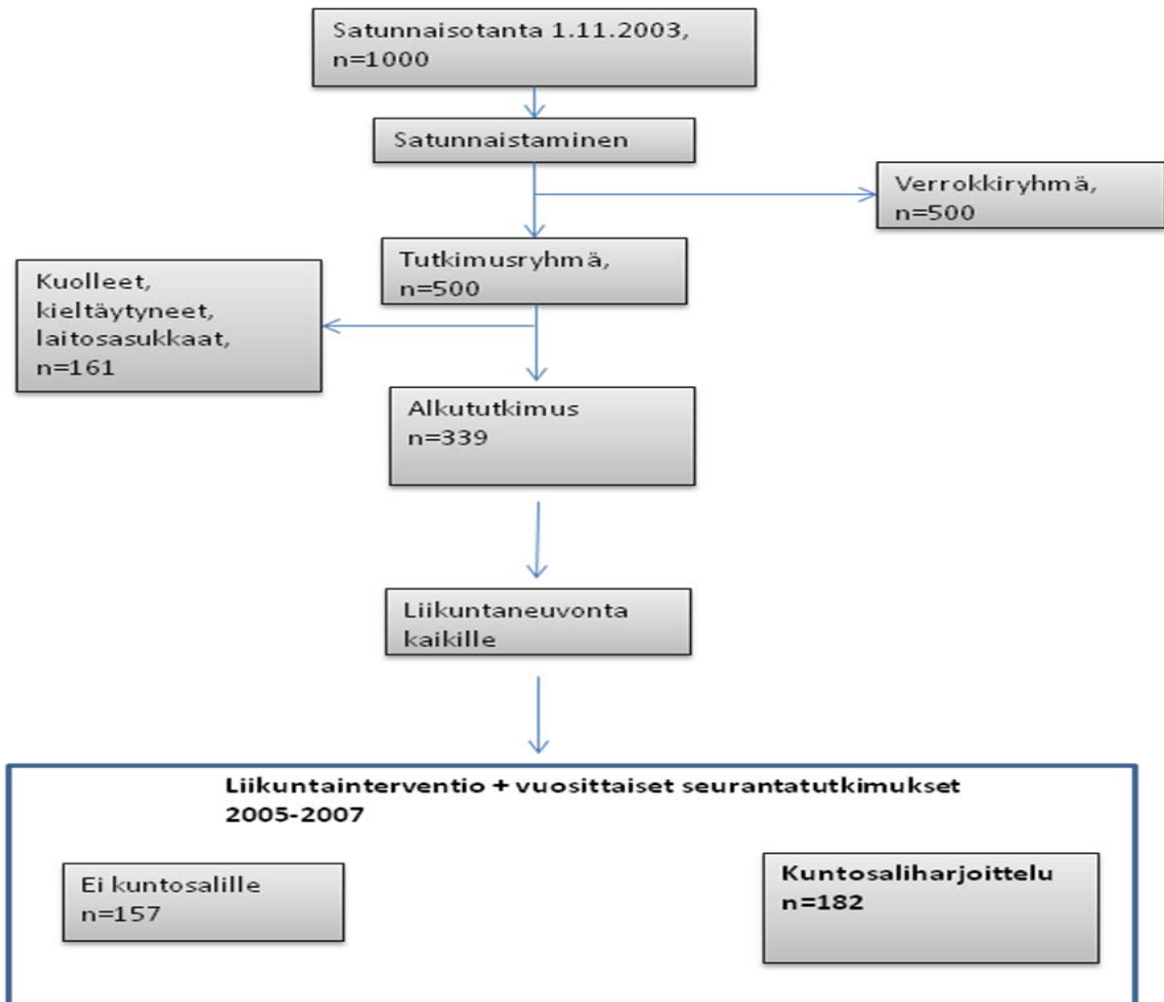 Satunnaisotanta 1.11.2003,
n=1000
Satunnaistaminen
Verrokkiryhmä,
n=500
Tutkimusryhmä,
n=500
Kuolleet,
kieltäytyneet,
laitosasukkaat,
n=161
Alkututkimus
n=339
Liikuntaneuvonta
kaikille
Liikuntainterventio + vuosittaiset seurantatutkimukset
2005-2007
Ei kuntosalille
n=157
Kuntosaliharjoittelu
n=182